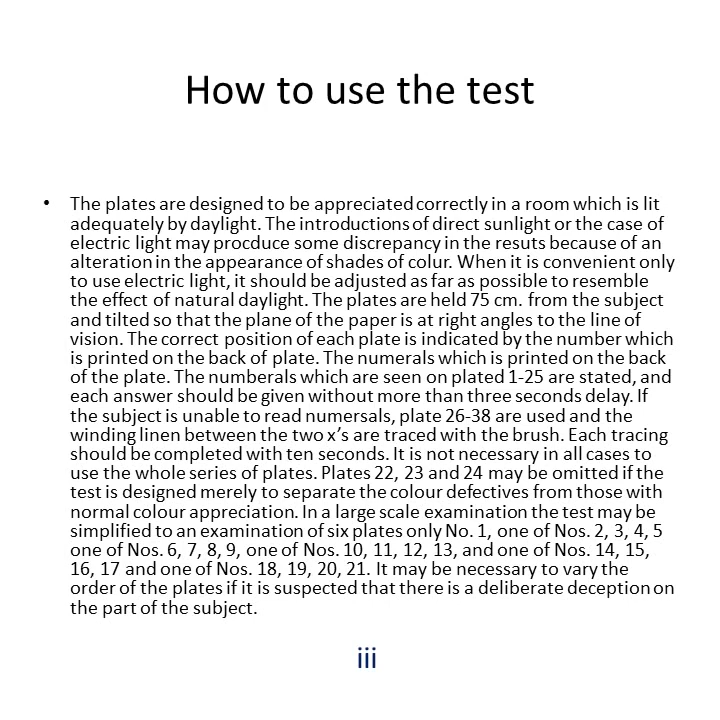 How to use the test
• The plates are designed to be appreciated correctly in a room which is lit
adequately by daylight. The introductions of direct sunlight or the case of
electric light may procduce some discrepancy in the resuts because of an
alteration in the appearance of shades of colur. When it is convenient only
to use electric light, it should be adjusted as far as possible to resemble
the effect of natural daylight. The plates are held 75 cm. from the subject
and tilted so that the plane of the paper is at right angles to the line of
vision. The correct position of each plate is indicated by the number which
is printed on the back of plate. The numerals which is printed on the back
of the plate. The numberals which are seen on plated 1-25 are stated, and
each answer should be given without more than three seconds delay. If
the subject is unable to read numersals, plate 26-38 are used and the
winding linen between the two x’s are traced with the brush. Each tracing
should be completed with ten seconds. It is not necessary in all cases to
use the whole series of plates. Plates 22, 23 and 24 may be omitted if the
test is designed merely to separate the colour defectives from those with
normal colour appreciation. In a large scale examination the test may be
simplified to an examination of six plates only No. 1, one of Nos. 2, 3, 4, 5
one of Nos. 6, 7, 8, 9, one of Nos. 10, 11, 12, 13, and one of Nos. 14, 15,
16, 17 and one of Nos. 18, 19, 20, 21. It may be necessary to vary the
order of the plates if it is suspected that there is a deliberate deception on
the part of the subject.
iii